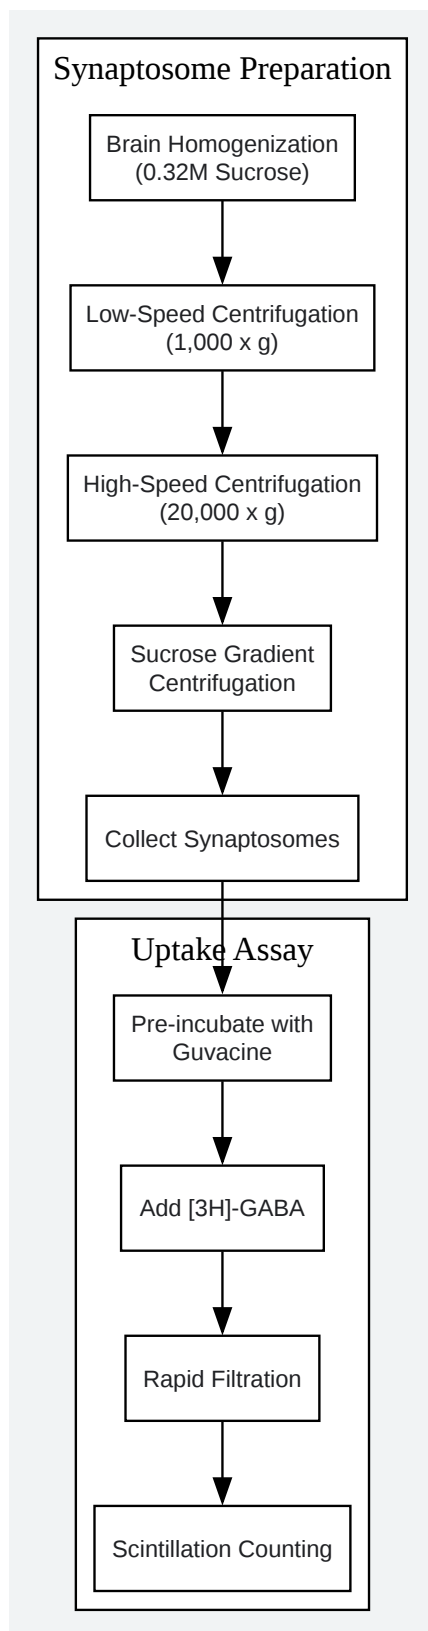 Synaptosome Preparation
Brain Homogenization
(0.32M Sucrose)
Low-Speed Centrifugation
(1,000 x g)
High-Speed Centrifugation
(20,000 x g)
Sucrose Gradient
Centrifugation
Collect Synaptosomes
Uptake Assay
Pre-incubate with
Guvacine
Add [3H]-GABA
Rapid Filtration
Scintillation Counting